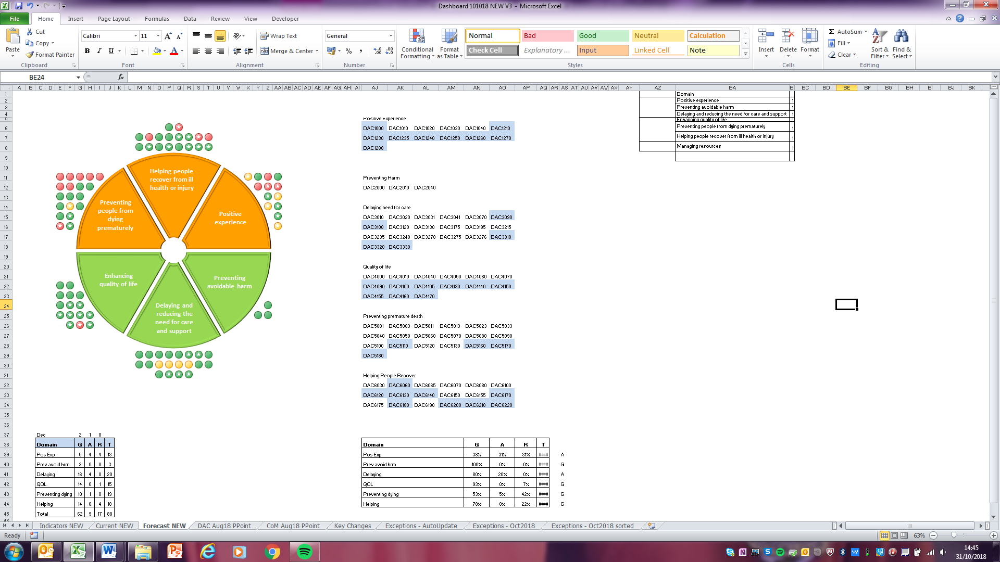 Dashboard 101018 NEW V3 - Microsoft Excel
File Home Insert Page Layout Formulas Data Review View Developer
Paste
Cut
Copy
Format Painter
Clipboard
Calibri 11
B I U
Font
Wrap Text
Merge & Center
Alignment
General
Number
Conditional Formatting
Format as Table
Normal Bad Good Neutral Calculation
Check Cell Explanatory ... Input Linked Cell Note
Styles
Insert Delete Format
Cells
AutoSum
Fill
Clear
Sort & Filter
Find & Select
Editing
BE24
fx
A B C D E F G H I J K L M N O P Q R S T U V W X Y Z AA AB AC AD AE AF AG AH AI AJ AK AL AM AN AO AP AQ AR AS AT AU AV AW AX AY AZ BA BC BD BE BF BG BH BI BJ BK
1 2 3 4 5 6 7 8 9 10 11 12 13 14 15 16 17 18 19 20 21 22 23 24 25 26 27 28 29 30 31 32 33 34 35 36 37 38 39 40 41 42 43 44 45 46
Domain
Positive experience 1
Preventing avoidable harm 1
Delaying and reducing the need for care and support 1
Enhancing quality of life 1
Preventing people from dying prematurely 1
Helping people recover from ill health or injury 1
Managing resources 1
Helping people
recover from ill
health or injury
Positive
experience
Preventing
avoidable harm
Delaying and
reducing the
need for care
and support
Enhancing
quality of life
Preventing
people from
dying
prematurely
Positive Experience
DAC1000 DAC1010 DAC1020 DAC1030 DAC1040 DAC1210
DAC1230 DAC1235 DAC1240 DAC1250 DAC1260 DAC1270
DAC1280
Preventing Harm
DAC2000 DAC2010 DAC2040
Delaying need for care
DAC3010 DAC3020 DAC3031 DAC3041 DAC3070 DAC3090
DAC3100 DAC3120 DAC3130 DAC3175 DAC3195 DAC3215
DAC3235 DAC3240 DAC3270 DAC3275 DAC3276 DAC3310
DAC3320 DAC3330
Quality of life
DAC4000 DAC4010 DAC4040 DAC4050 DAC4060 DAC4070
DAC4090 DAC4100 DAC4105 DAC4130 DAC4140 DAC4150
DAC4155 DAC4160 DAC4170
Preventing premature death
DAC5001 DAC5003 DAC5011 DAC5013 DAC5023 DAC5033
DAC5040 DAC5050 DAC5060 DAC5070 DAC5080 DAC5090
DAC5100 DAC5110 DAC5120 DAC5130 DAC5160 DAC5170
DAC5180
Helping People Recover
DAC6030 DAC6060 DAC6065 DAC6070 DAC6080 DAC6100
DAC6120 DAC6130 DAC6140 DAC6150 DAC6155 DAC6170
DAC6175 DAC6180 DAC6190 DAC6200 DAC6210 DAC6220
Dec 2 1 0
Domain G A R T
Pos Exp 5 4 4 13
Prev avoid hrm 3 0 0 3
Delaying 16 4 0 20
QOL 14 0 1 15
Preventing dying 10 1 8 19
Helping 14 0 4 18
Total 62 9 17 88
Domain G A R T
Pos Exp 38% 31% 31% ### A
Prev avoid hrm 100% 0% 0% ### G
Delaying 80% 20% 0% ### A
QOL 93% 0% 7% ### G
Preventing dying 53% 5% 42% ### G
Helping 78% 0% 22% ### G
Indicators NEW Current NEW Forecast NEW DAC Aug18 PPoint CoM Aug18 PPoint Key Changes Exceptions - AutoUpdate Exceptions - Oct2018 Exceptions - Oct2018 sorted
Ready
63%
14:45
31/10/2018